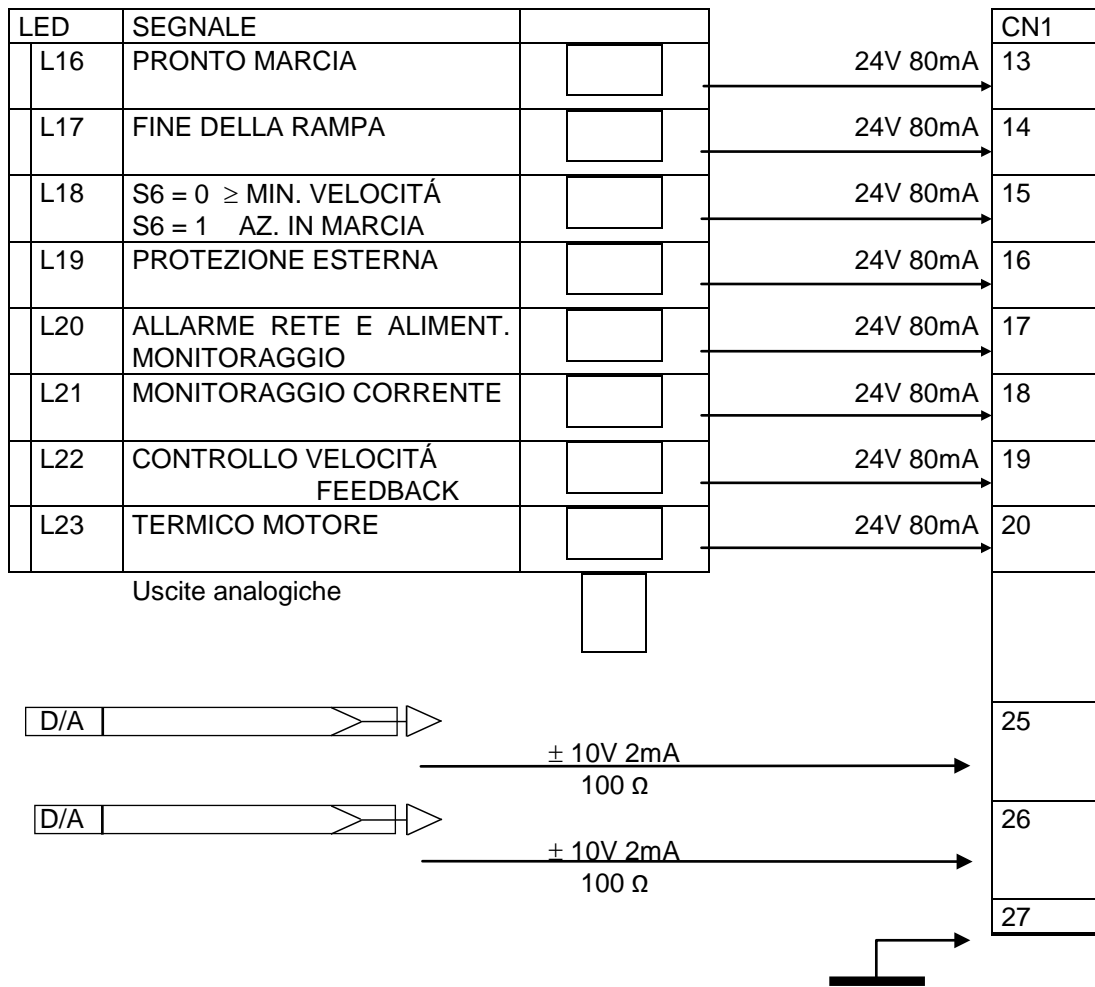 LED SEGNALE CN1
L16 PRONTO MARCIA 24V 80mA 13
L17 FINE DELLA RAMPA 24V 80mA 14
L18 S6 = 0 ≥ MIN. VELOCITÁ 24V 80mA 15
S6 = 1 AZ. IN MARCIA
L19 PROTEZIONE ESTERNA 24V 80mA 16
L20 ALLARME RETE E ALIMENT. 24V 80mA 17
MONITORAGGIO
L21 MONITORAGGIO CORRENTE 24V 80mA 18
L22 CONTROLLO VELOCITÁ 24V 80mA 19
FEEDBACK
L23 TERMICO MOTORE 24V 80mA 20
Uscite analogiche
D/A 25
± 10V 2mA
100 Ω
D/A 26
± 10V 2mA
100 Ω
27